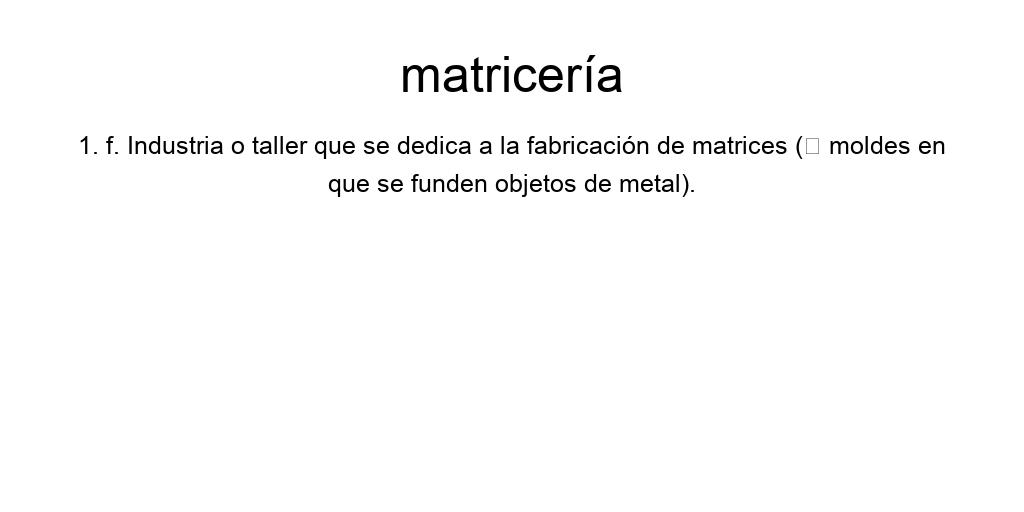 matricería
1. f. Industria o taller que se dedica a la fabricación de matrices (□ moldes en
que se funden objetos de metal).